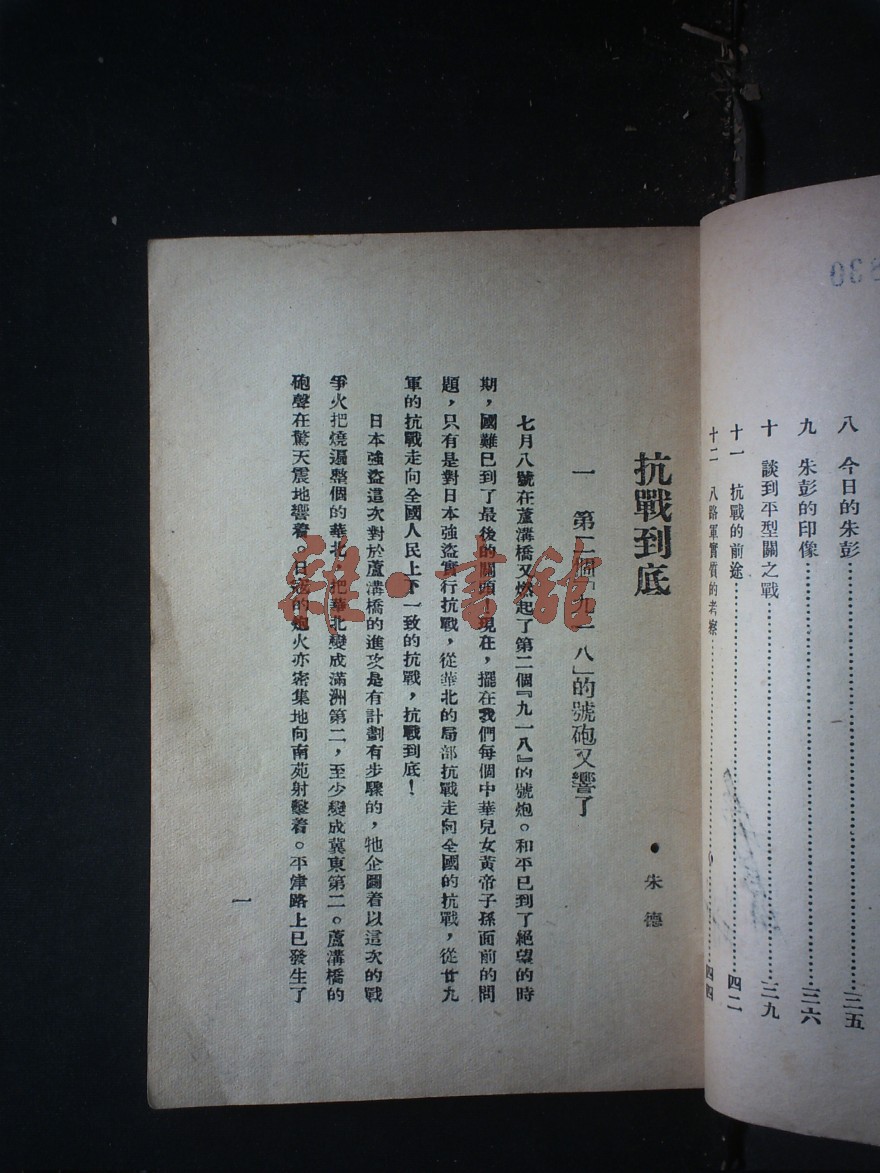 830
八　今日的朱彭……三五
九　朱彭的印像……三六
十　談到平型關之戰……三九
十一　抗戰的前途……四二
十二　八路軍實質的考察……四四
抗戰到底
朱德
一　第二個「九一八」的號砲又響了
七月八號在蘆溝橋又燃起了第二個『九一八』的號炮。和平已到了絕望的時
期，國難已到了最後的關頭！現在，擺在我們每個中華兒女黃帝子孫面前的問
題，只有是對日本強盜實行抗戰，從華北的局部抗戰走向全國的抗戰，從廿九
軍的抗戰走向全國人民上下一致的抗戰，抗戰到底！
日本強盜這次對於蘆溝橋的進攻是有計劃有步驟的，牠企圖着以這次的戰
爭火把燒遍整個的華北，把華北變成滿洲第二，至少變成冀東第二。蘆溝橋的
砲聲在驚天震地響着。日寇的炮火亦密集地向南苑射擊着。平津路上已發生了
一
雜·書館